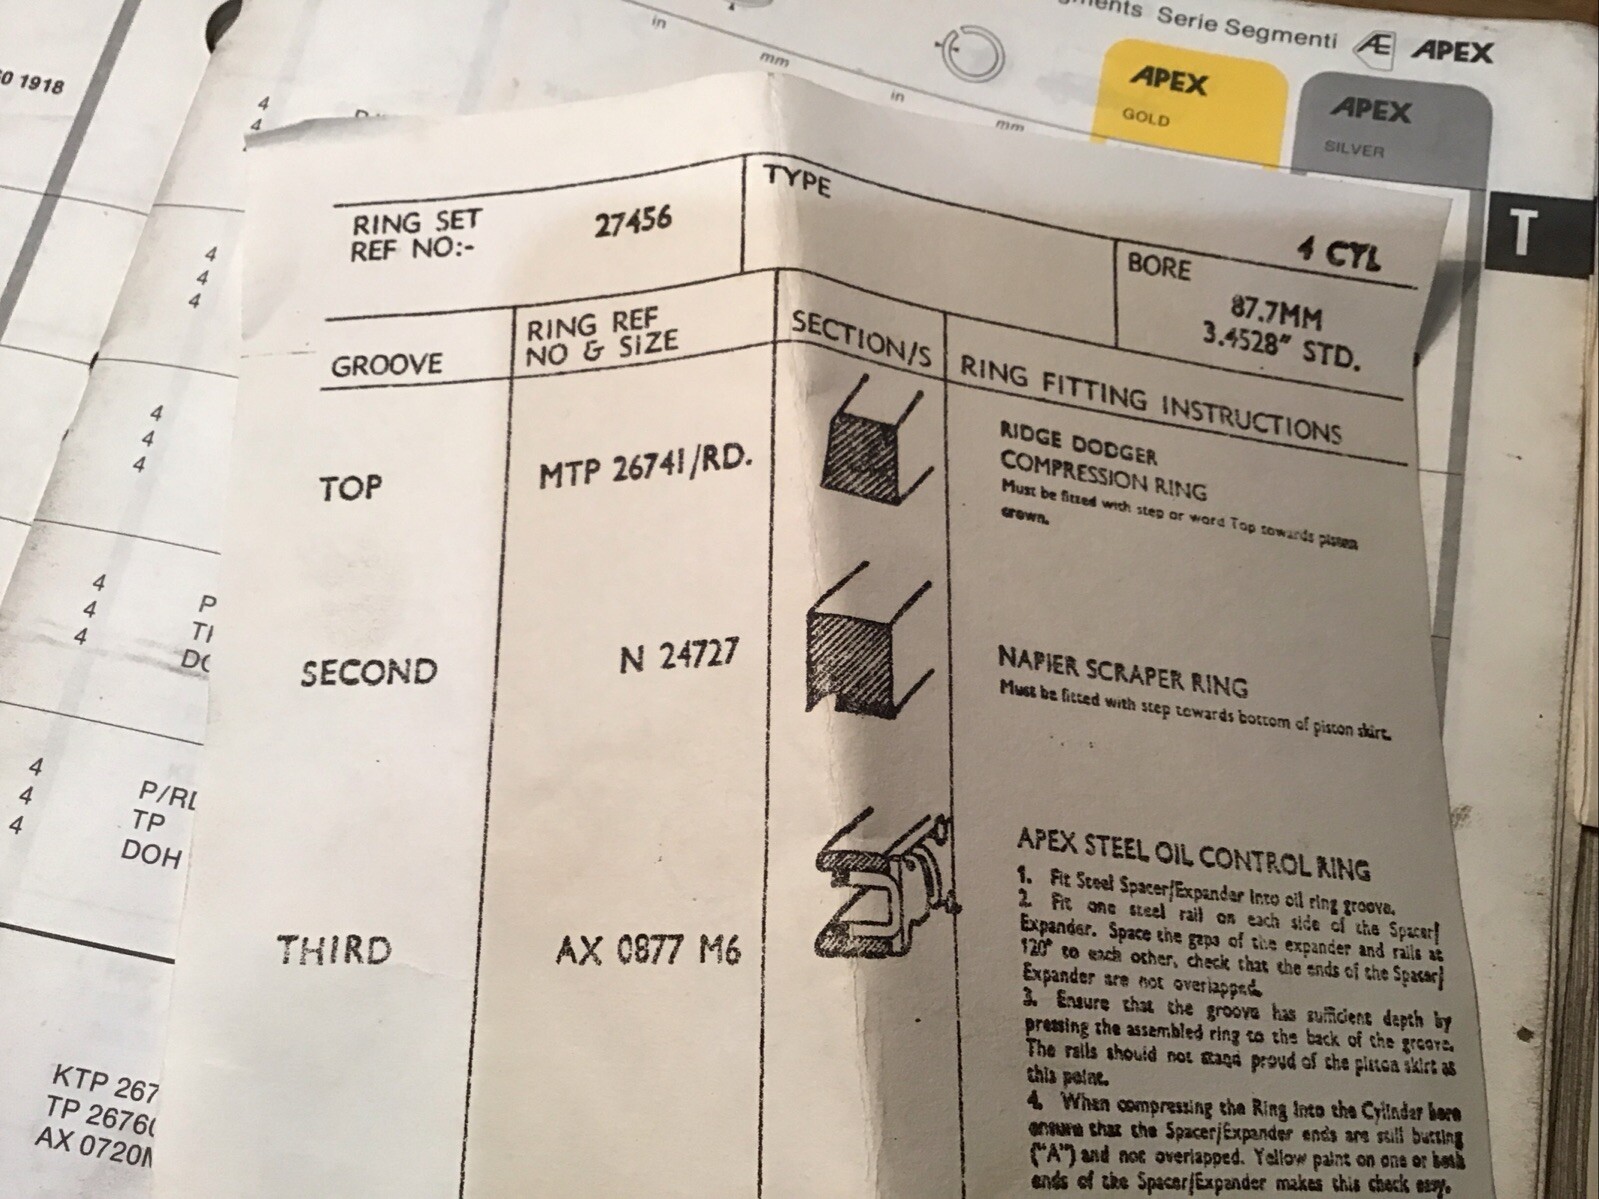 gments Serie Segmenti Æ APEX
in
mm
in
mm
APEX
GOLD
APEX
SILVER
T
0 1918
4
4
4
4
4
4
4
4
4
4
4
P
DO
4
4
4
P/RD
TP
DOH
KTP 267
TP 2676
AX 0720
RING SET
REF NO:-
27456
TYPE
4 CYL
BORE
87.7MM
3.4528" STD.
GROOVE
RING REF
NO & SIZE
SECTION/S
RING FITTING INSTRUCTIONS
TOP
MTP 26741/RD.
RIDGE DODGER
COMPRESSION RING
Must be fitted with step or word Top towards piston
crown.
SECOND
N 24727
NAPIER SCRAPER RING
Must be fitted with step towards bottom of piston skirt.
THIRD
AX 0877 M6
APEX STEEL OIL CONTROL RING
1. Fit Steel Spacer/Expander into oil ring groove.
2. Fit one steel rail on each side of the Spacer/
Expander. Space the gaps of the expander and rails at
120° to each other, check that the ends of the Spacer/
Expander are not overlapped.
3. Ensure that the groove has sufficient depth by
pressing the assembled ring to the back of the groove.
The rails should not stand proud of the piston skirt at
this point.
4. When compressing the Ring into the Cylinder bore
ensure that the Spacer/Expander ends are still butting
("A") and not overlapped. Yellow paint on one or both
ends of the Spacer/Expander makes this check easy.